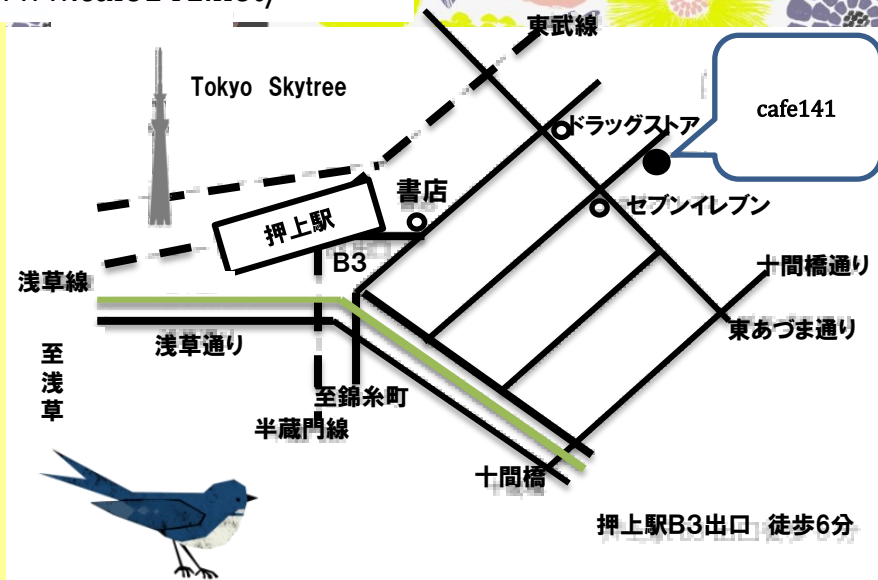 東武線
Tokyo Skytree
cafe141
ドラッグストア
書店
押上駅
セブンイレブン
B3
浅草線
十間橋通り
東あづま通り
浅草通り
至浅草
至錦糸町
半蔵門線
十間橋
押上駅B3出口 徒歩6分